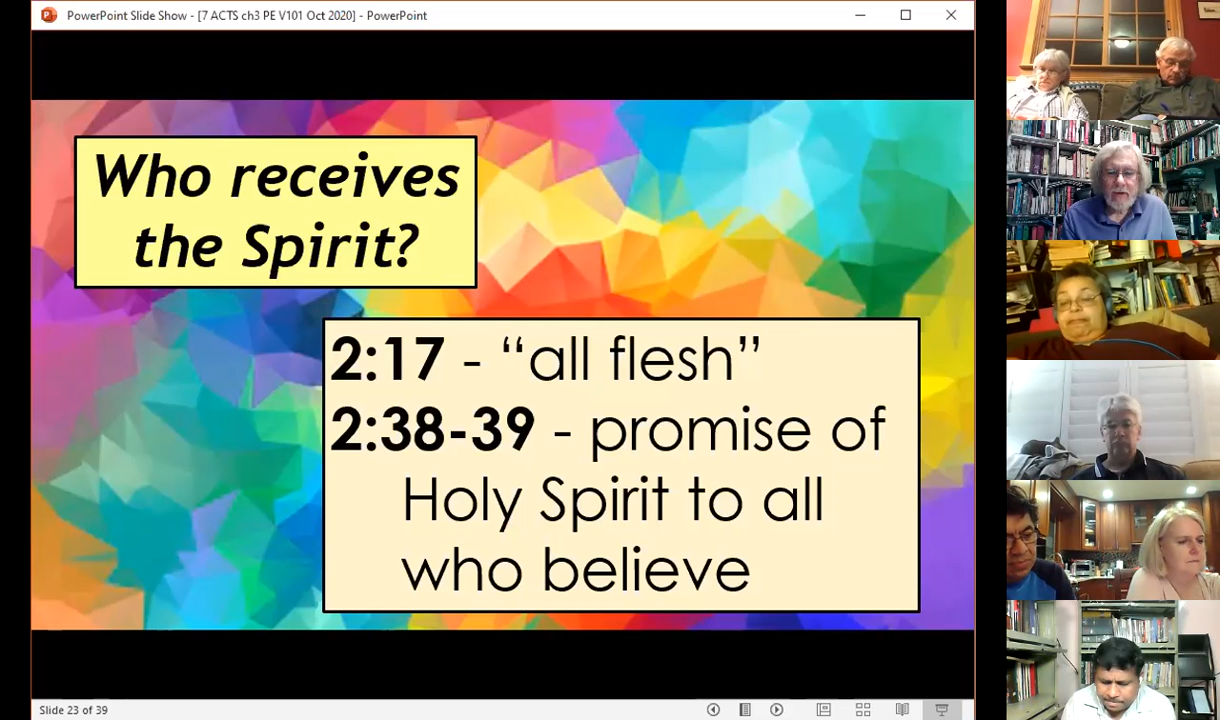 PowerPoint Slide Show - [7 ACTS ch3 PE V101 Oct 2020] - PowerPoint
Who receives
the Spirit?
2:17 - “all flesh”
2:38-39 - promise of
Holy Spirit to all
who believe
Slide 23 of 39